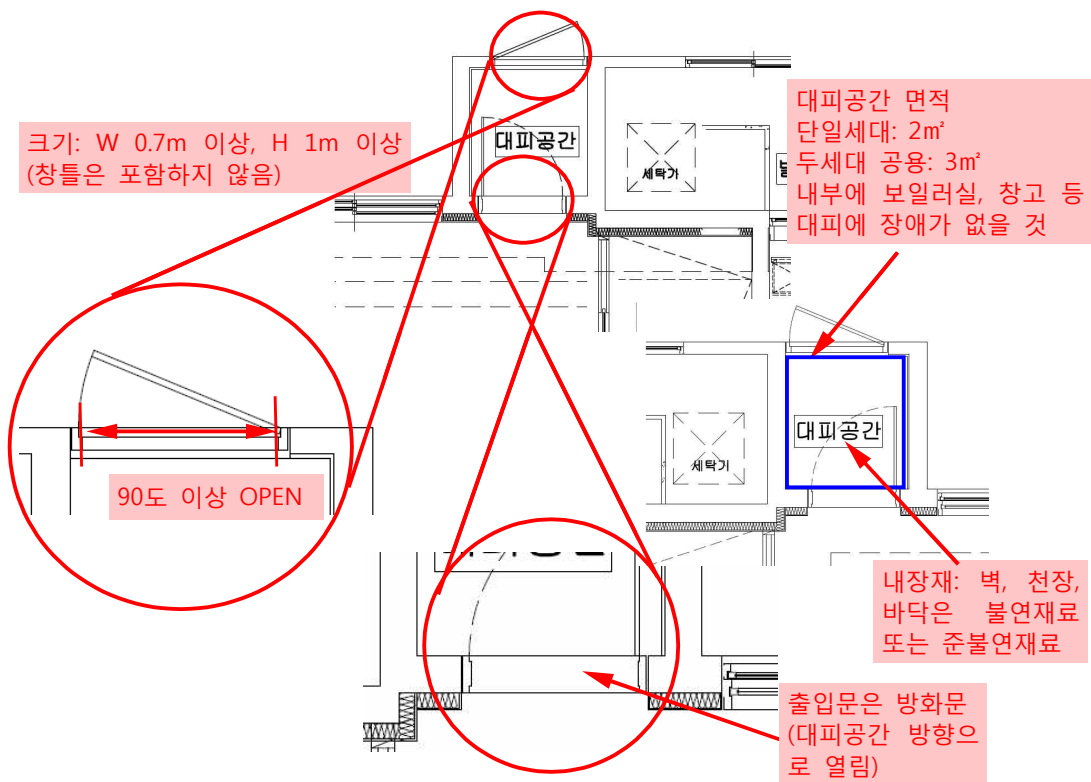 크기: W 0.7m 이상, H 1m 이상
(창틀은 포함하지 않음)
대피공간
세탁기
대피공간 면적
단일세대: 2㎡
두세대 공용: 3㎡
내부에 보일러실, 창고 등
대피에 장애가 없을 것
90도 이상 OPEN
대피공간
세탁기
내장재: 벽, 천장,
바닥은 불연재료
또는 준불연재료
출입문은 방화문
(대피공간 방향으
로 열림)